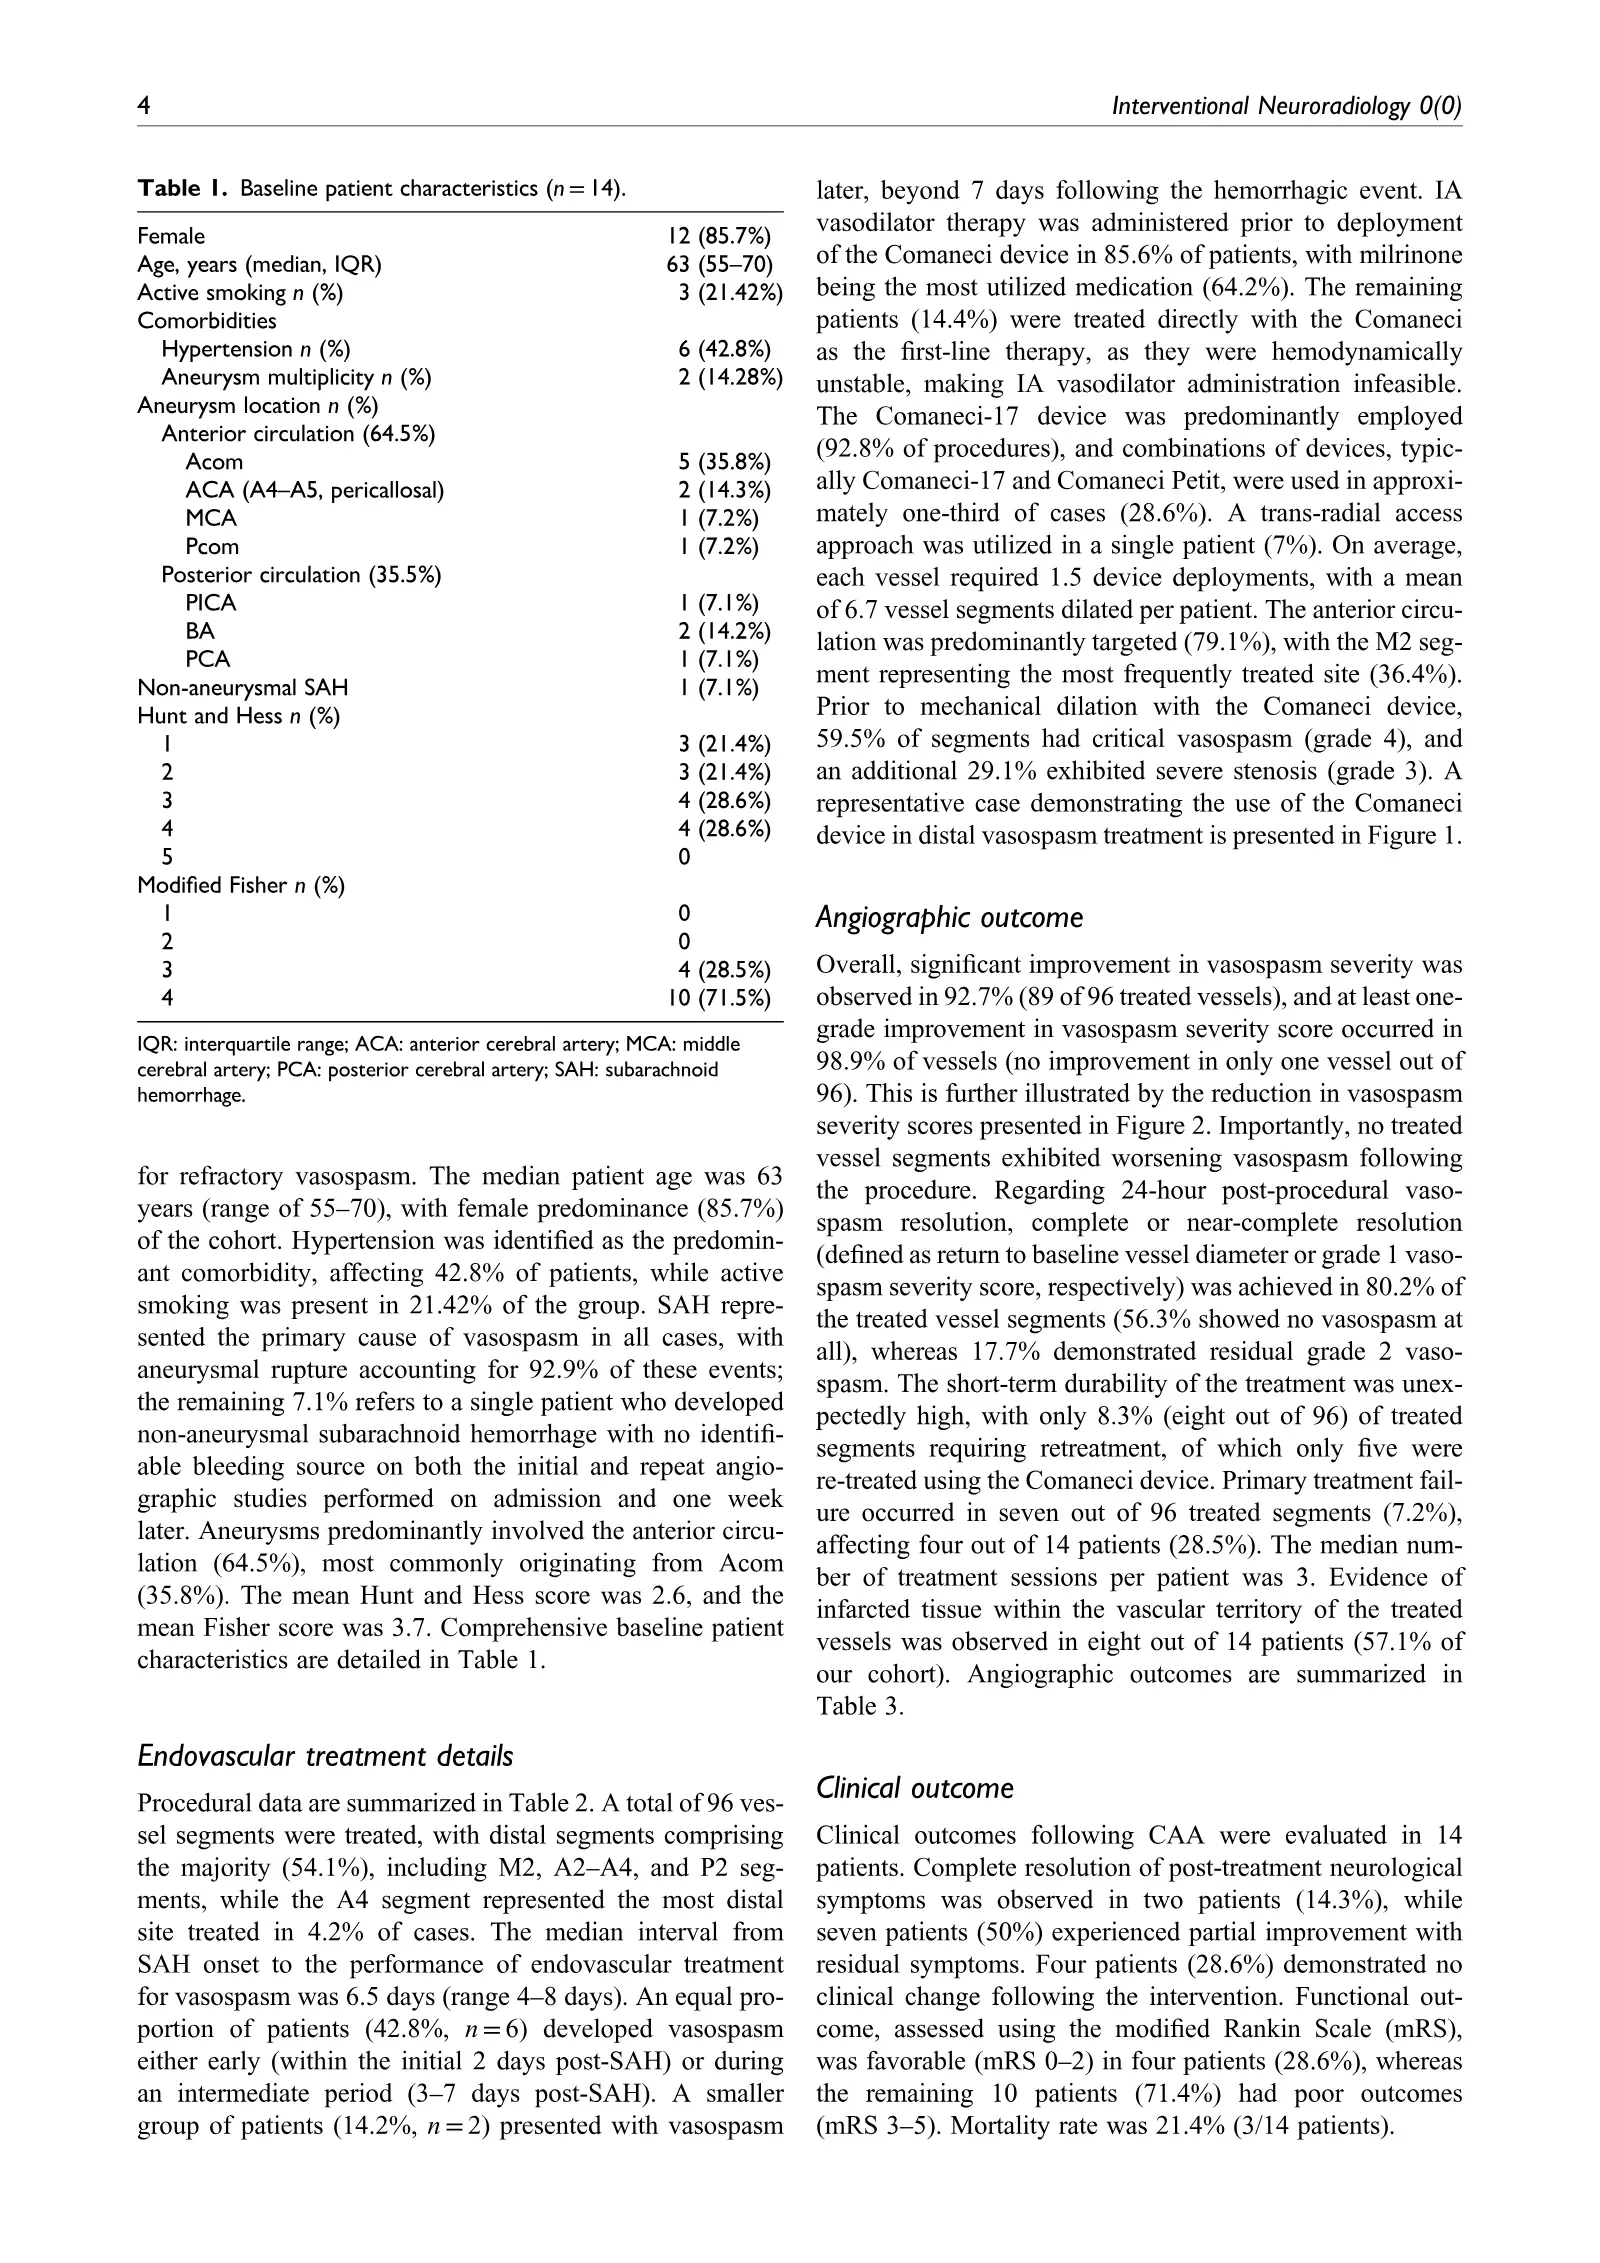 4
Interventional Neuroradiology 0(0)
Table 1. Baseline patient characteristics (n = 14).
Female 12 (85.7%)
Age, years (median, IQR) 63 (55–70)
Active smoking n (%) 3 (21.42%)
Comorbidities
Hypertension n (%) 6 (42.8%)
Aneurysm multiplicity n (%) 2 (14.28%)
Aneurysm location n (%)
Anterior circulation (64.5%)
Acom 5 (35.8%)
ACA (A4–A5, pericallosal) 2 (14.3%)
MCA 1 (7.2%)
Pcom 1 (7.2%)
Posterior circulation (35.5%)
PICA 1 (7.1%)
BA 2 (14.2%)
PCA 1 (7.1%)
Non-aneurysmal SAH 1 (7.1%)
Hunt and Hess n (%)
1 3 (21.4%)
2 3 (21.4%)
3 4 (28.6%)
4 4 (28.6%)
5 0
Modified Fisher n (%)
1 0
2 0
3 4 (28.5%)
4 10 (71.5%)
IQR: interquartile range; ACA: anterior cerebral artery; MCA: middle
cerebral artery; PCA: posterior cerebral artery; SAH: subarachnoid
hemorrhage.
for refractory vasospasm. The median patient age was 63
years (range of 55–70), with female predominance (85.7%)
of the cohort. Hypertension was identified as the predomin-
ant comorbidity, affecting 42.8% of patients, while active
smoking was present in 21.42% of the group. SAH repre-
sented the primary cause of vasospasm in all cases, with
aneurysmal rupture accounting for 92.9% of these events;
the remaining 7.1% refers to a single patient who developed
non-aneurysmal subarachnoid hemorrhage with no identifi-
able bleeding source on both the initial and repeat angio-
graphic studies performed on admission and one week
later. Aneurysms predominantly involved the anterior circu-
lation (64.5%), most commonly originating from Acom
(35.8%). The mean Hunt and Hess score was 2.6, and the
mean Fisher score was 3.7. Comprehensive baseline patient
characteristics are detailed in Table 1.
Endovascular treatment details
Procedural data are summarized in Table 2. A total of 96 ves-
sel segments were treated, with distal segments comprising
the majority (54.1%), including M2, A2–A4, and P2 seg-
ments, while the A4 segment represented the most distal
site treated in 4.2% of cases. The median interval from
SAH onset to the performance of endovascular treatment
for vasospasm was 6.5 days (range 4–8 days). An equal pro-
portion of patients (42.8%, n = 6) developed vasospasm
either early (within the initial 2 days post-SAH) or during
an intermediate period (3–7 days post-SAH). A smaller
group of patients (14.2%, n = 2) presented with vasospasm
later, beyond 7 days following the hemorrhagic event. IA
vasodilator therapy was administered prior to deployment
of the Comaneci device in 85.6% of patients, with milrinone
being the most utilized medication (64.2%). The remaining
patients (14.4%) were treated directly with the Comaneci
as the first-line therapy, as they were hemodynamically
unstable, making IA vasodilator administration infeasible.
The Comaneci-17 device was predominantly employed
(92.8% of procedures), and combinations of devices, typic-
ally Comaneci-17 and Comaneci Petit, were used in approxi-
mately one-third of cases (28.6%). A trans-radial access
approach was utilized in a single patient (7%). On average,
each vessel required 1.5 device deployments, with a mean
of 6.7 vessel segments dilated per patient. The anterior circu-
lation was predominantly targeted (79.1%), with the M2 seg-
ment representing the most frequently treated site (36.4%).
Prior to mechanical dilation with the Comaneci device,
59.5% of segments had critical vasospasm (grade 4), and
an additional 29.1% exhibited severe stenosis (grade 3). A
representative case demonstrating the use of the Comaneci
device in distal vasospasm treatment is presented in Figure 1.
Angiographic outcome
Overall, significant improvement in vasospasm severity was
observed in 92.7% (89 of 96 treated vessels), and at least one-
grade improvement in vasospasm severity score occurred in
98.9% of vessels (no improvement in only one vessel out of
96). This is further illustrated by the reduction in vasospasm
severity scores presented in Figure 2. Importantly, no treated
vessel segments exhibited worsening vasospasm following
the procedure. Regarding 24-hour post-procedural vaso-
spasm resolution, complete or near-complete resolution
(defined as return to baseline vessel diameter or grade 1 vaso-
spasm severity score, respectively) was achieved in 80.2% of
the treated vessel segments (56.3% showed no vasospasm at
all), whereas 17.7% demonstrated residual grade 2 vaso-
spasm. The short-term durability of the treatment was unex-
pectedly high, with only 8.3% (eight out of 96) of treated
segments requiring retreatment, of which only five were
re-treated using the Comaneci device. Primary treatment fail-
ure occurred in seven out of 96 treated segments (7.2%),
affecting four out of 14 patients (28.5%). The median num-
ber of treatment sessions per patient was 3. Evidence of
infarcted tissue within the vascular territory of the treated
vessels was observed in eight out of 14 patients (57.1% of
our cohort). Angiographic outcomes are summarized in
Table 3.
Clinical outcome
Clinical outcomes following CAA were evaluated in 14
patients. Complete resolution of post-treatment neurological
symptoms was observed in two patients (14.3%), while
seven patients (50%) experienced partial improvement with
residual symptoms. Four patients (28.6%) demonstrated no
clinical change following the intervention. Functional out-
come, assessed using the modified Rankin Scale (mRS),
was favorable (mRS 0–2) in four patients (28.6%), whereas
the remaining 10 patients (71.4%) had poor outcomes
(mRS 3–5). Mortality rate was 21.4% (3/14 patients).